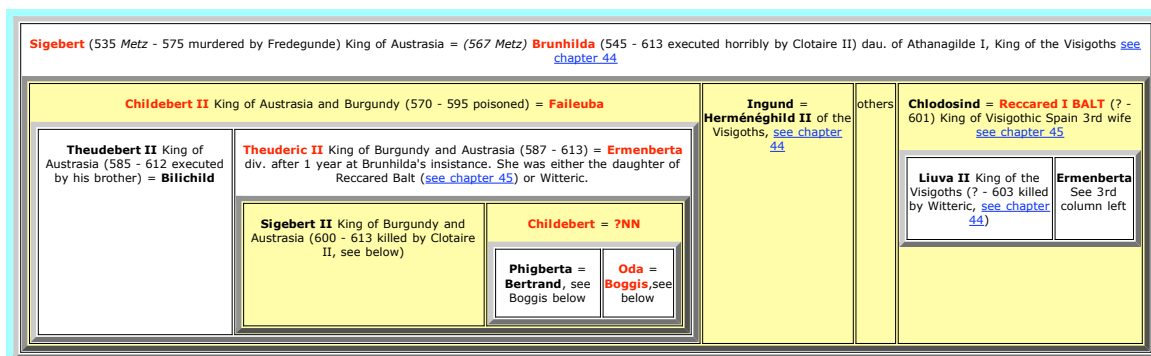 Sigebert (535 Metz - 575 murdered by Fredegunde) King of Austrasia = (567 Metz) Brunhilda (545 - 613 executed horribly by Clotaire II) dau. of Athanagilde I, King of the Visigoths see
chapter 44
Childebert II King of Austrasia and Burgundy (570 - 595 poisoned) = Faileuba
Theudebert II King of
Austrasia (585 - 612 executed
by his brother) = Bilichild
Theuderic II King of Burgundy and Austrasia (587 - 613) = Ermenberta
div. after 1 year at Brunhilda's insistance. She was either the daughter of
Reccared Balt (see chapter 45) or Witteric.
Sigebert II King of Burgundy and
Austrasia (600 - 613 killed by Clotaire
II, see below)
Childebert = ?NN
Phigberta =
Bertrand, see
Boggis below
Oda =
Boggis,see
below
Ingund =
Herménéghild II of the
Visigoths, see chapter
44
others
Chlodosind = Reccared I BALT (? -
601) King of Visigothic Spain 3rd wife
see chapter 45
Liuva II King of the
Visigoths (? - 603 killed
by Witteric, see chapter
44)
Ermenberta
See 3rd
column left